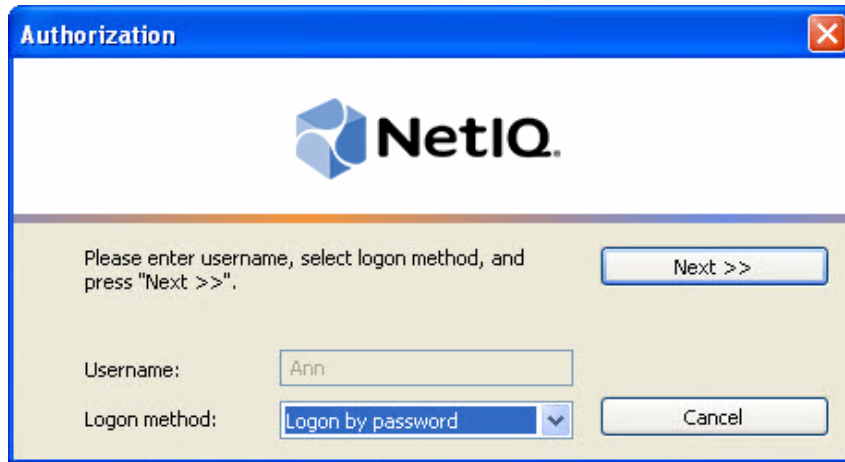 Authorization
NetIQ.
Please enter username, select logon method, and
press "Next >>".
Next >>
Username:
Ann
Logon method:
Logon by password
Cancel